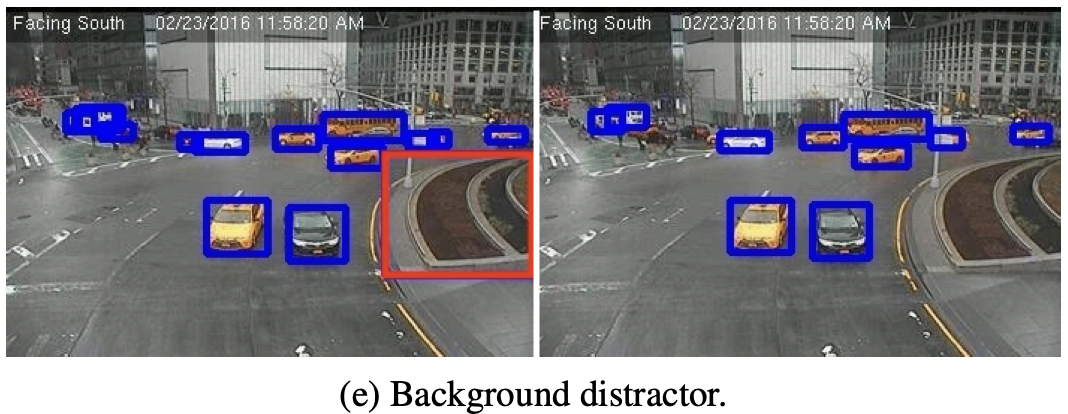 Facing South 02/23/2016 11:58:20 AM
Facing South 02/23/2016 11:58:20 AM
(e) Background distractor.